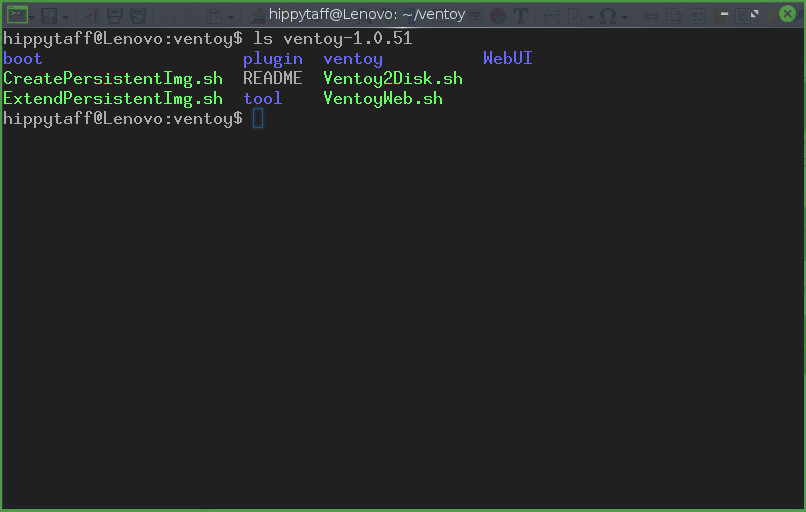 hippytaff@Lenovo: ~/ventoy
hippytaff@Lenovo:ventoy$ ls ventoy-1.0.51
boot plugin ventoy WebUI
CreatePersistentImg.sh README Ventoy2Disk.sh
ExtendPersistentImg.sh tool VentoyWeb.sh
hippytaff@Lenovo:ventoy$